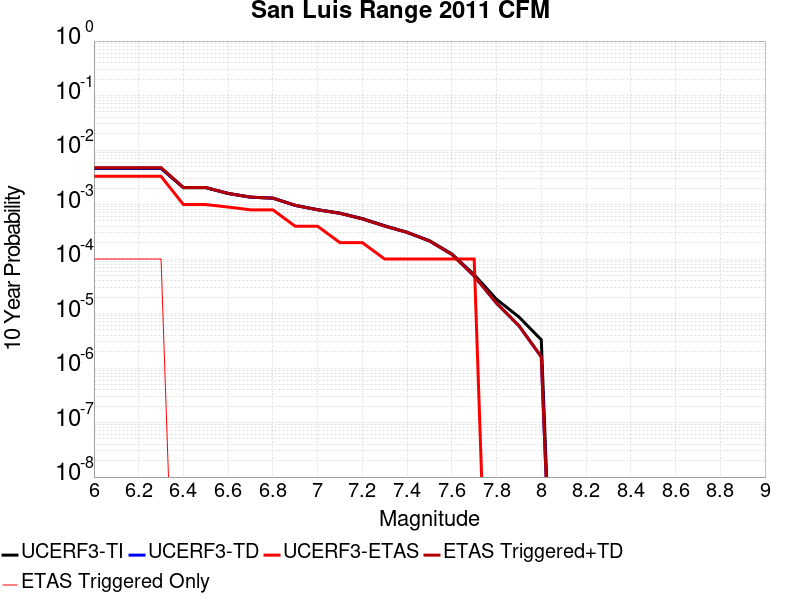 San Luis Range 2011 CFM
10 0
10 -1
10 -2
10 -3
10 -4
10 -5
10 -6
10 -7
10 -8
10 Year Probability
6 6.2 6.4 6.6 6.8 7 7.2 7.4 7.6 7.8 8 8.2 8.4 8.6 8.8 9
Magnitude
UCERF3-TI UCERF3-TD UCERF3-ETAS ETAS Triggered+TD
ETAS Triggered Only